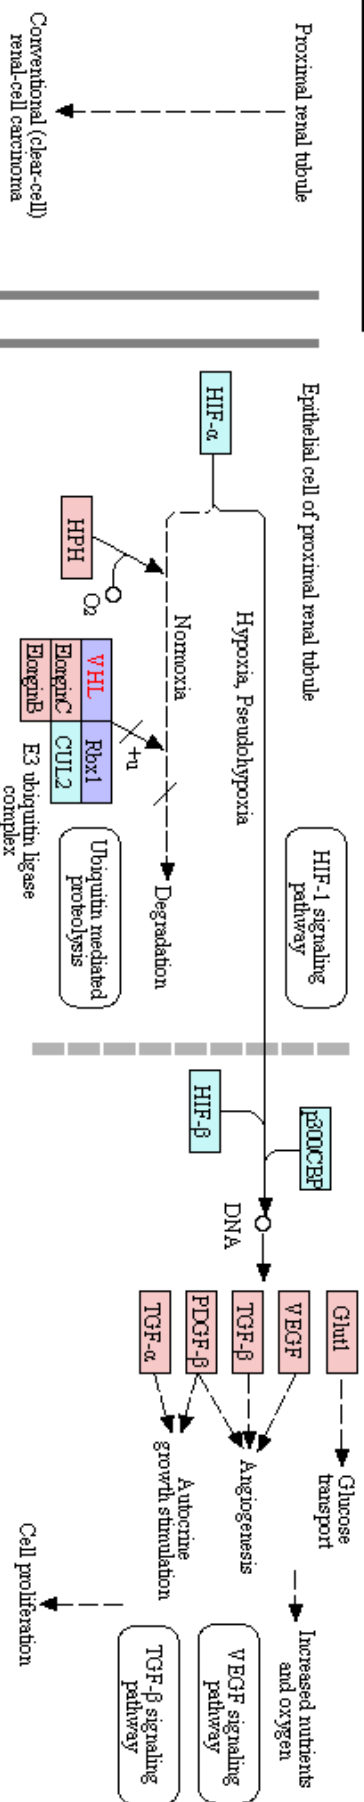 Proximal renal tubule
Conventional (clear-cell)
renal-cell carcinoma
Epithelial cell of proximal renal tubule
HIF-1 signaling
pathway
HIF-α
Hypoxia, Pseudohypoxia
Normoxia
HPH
O2
+u
Degradation
VHL
Rbx1
ElonginC
CUL2
ElonginB
E3 ubiquitin ligase
complex
Ubiquitin mediated
proteolysis
p300/CBP
HIF-β
DNA
Glut1
VEGF
TGF-β
PDGF-β
TGF-α
Glucose
transport
Angiogenesis
Autocrine
growth stimulation
Increased nutrients
and oxygen
VEGF signaling
pathway
TGF-β signaling
pathway
Cell proliferation